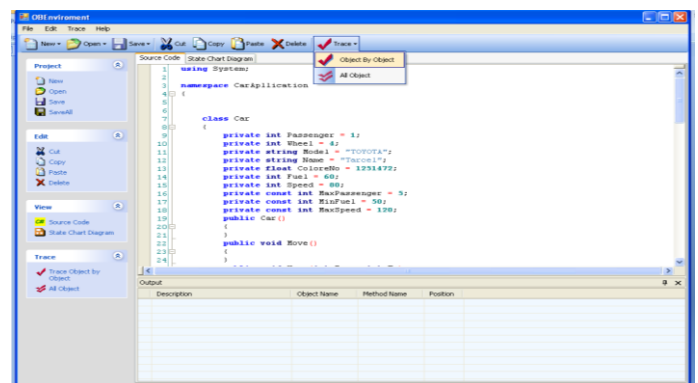 OBEnviroment
File Edit Trace Help
New Open Save Cut Copy Paste Delete Trace
Object By Object
All Object
Project
New
Open
Save
SaveAll
Edit
Cut
Copy
Paste
Delete
View
Source Code
State Chart Diagram
Trace
Trace Object by
Object
All Object
Source Code State Chart Diagram
1 using System;
2
3 namespace CarApllication
4 {
5
6
7 class Car
8 {
9 private int Passenger = 1;
10 private int Wheel = 4;
11 private string Model = "TOYOTA";
12 private string Name = "Tercel";
13 private float ColoreNo = 1251472;
14 private int Fuel = 60;
15 private int Speed = 80;
16 private const int MaxPassenger = 5;
17 private const int MinFuel = 50;
18 private const int MaxSpeed = 120;
19 public Car()
20 {
21 }
22 public void Move()
23 {
24 }
Output
Description Object Name Method Name Position